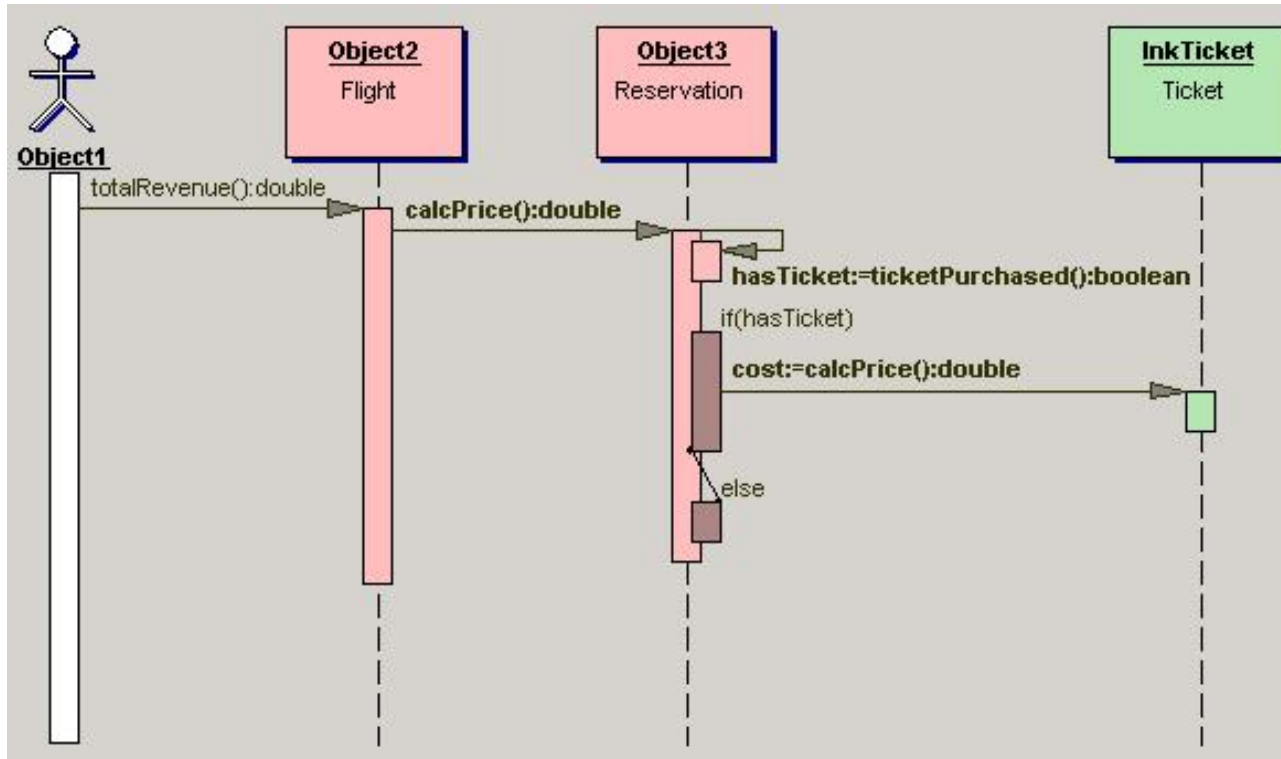 Object2
Flight
Object3
Reservation
lnkTicket
Ticket
Object1
totalRevenue():double
calcPrice():double
hasTicket:=ticketPurchased():boolean
if(hasTicket)
cost:=calcPrice():double
else